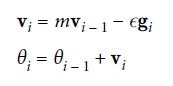 vᵢ = mvᵢ₋₁ − ϵgᵢ
θᵢ = θᵢ₋₁ + vᵢ